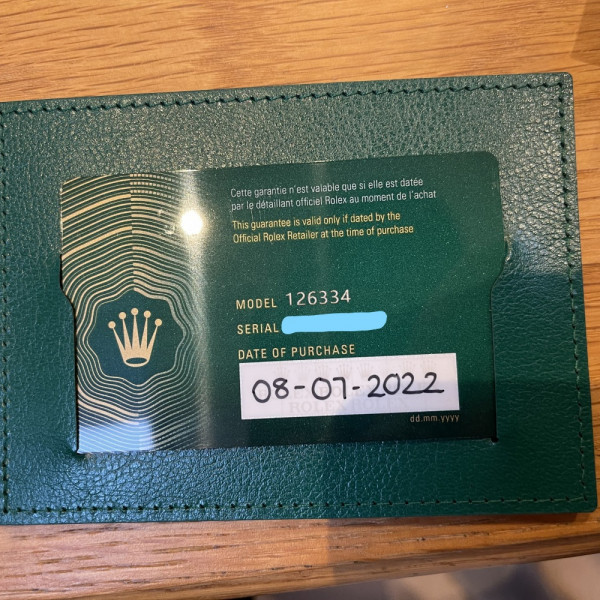 Cette garantie n'est valable que si elle est datée
par le détaillant officiel Rolex au moment de l'achat
This guarantee is valid only if dated by the
Official Rolex Retailer at the time of purchase
MODEL 126334
SERIAL
DATE OF PURCHASE
08-07-2022
ROLEX
dd.mm.yyyy